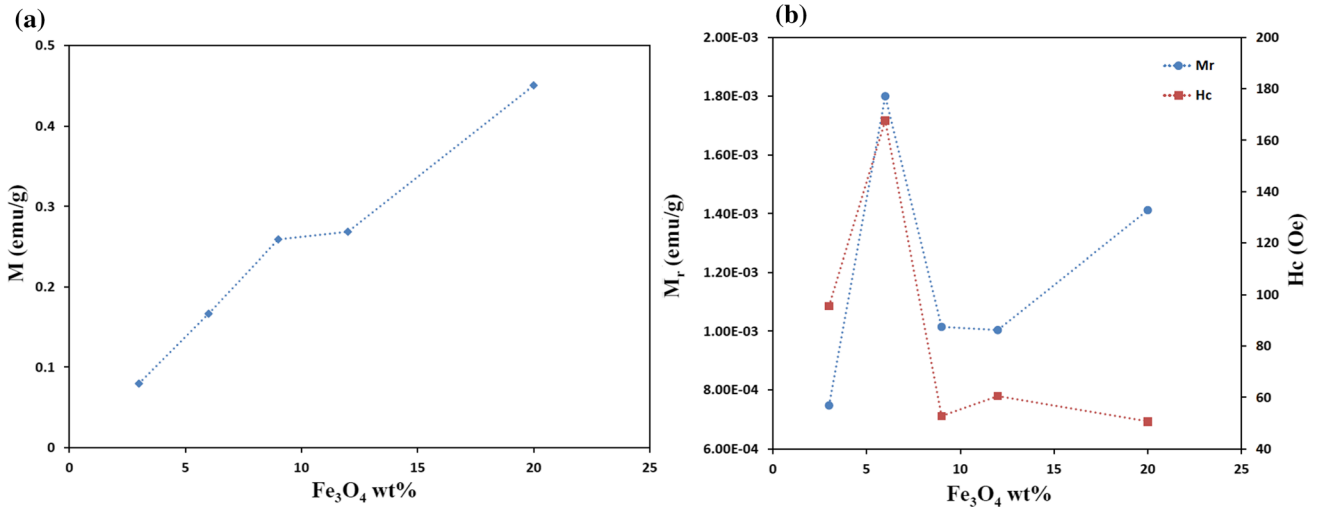 (a)
0.5
0.4
0.3
0.2
0.1
0
0 5 10 15 20 25
M (emu/g)
Fe₃O₄ wt%
(b)
2.00E-03
1.80E-03
1.60E-03
1.40E-03
1.20E-03
1.00E-03
8.00E-04
6.00E-04
Mᵣ (emu/g)
0 5 10 15 20 25
Fe₃O₄ wt%
Mr
Hc
200
180
160
140
120
100
80
60
40
Hc (Oe)